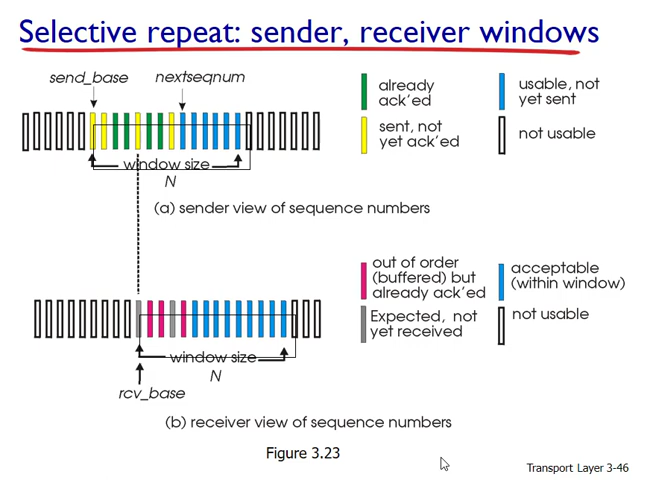 Selective repeat: sender, receiver windows
send_base nextseqnum
already
ack'ed
usable, not
yet sent
sent, not
yet ack'ed
not usable
window size
N
(a) sender view of sequence numbers
out of order
(buffered) but
already ack'ed
acceptable
(within window)
Expected, not
yet received
not usable
window size
N
rcv_base
(b) receiver view of sequence numbers
Figure 3.23
Transport Layer 3-46